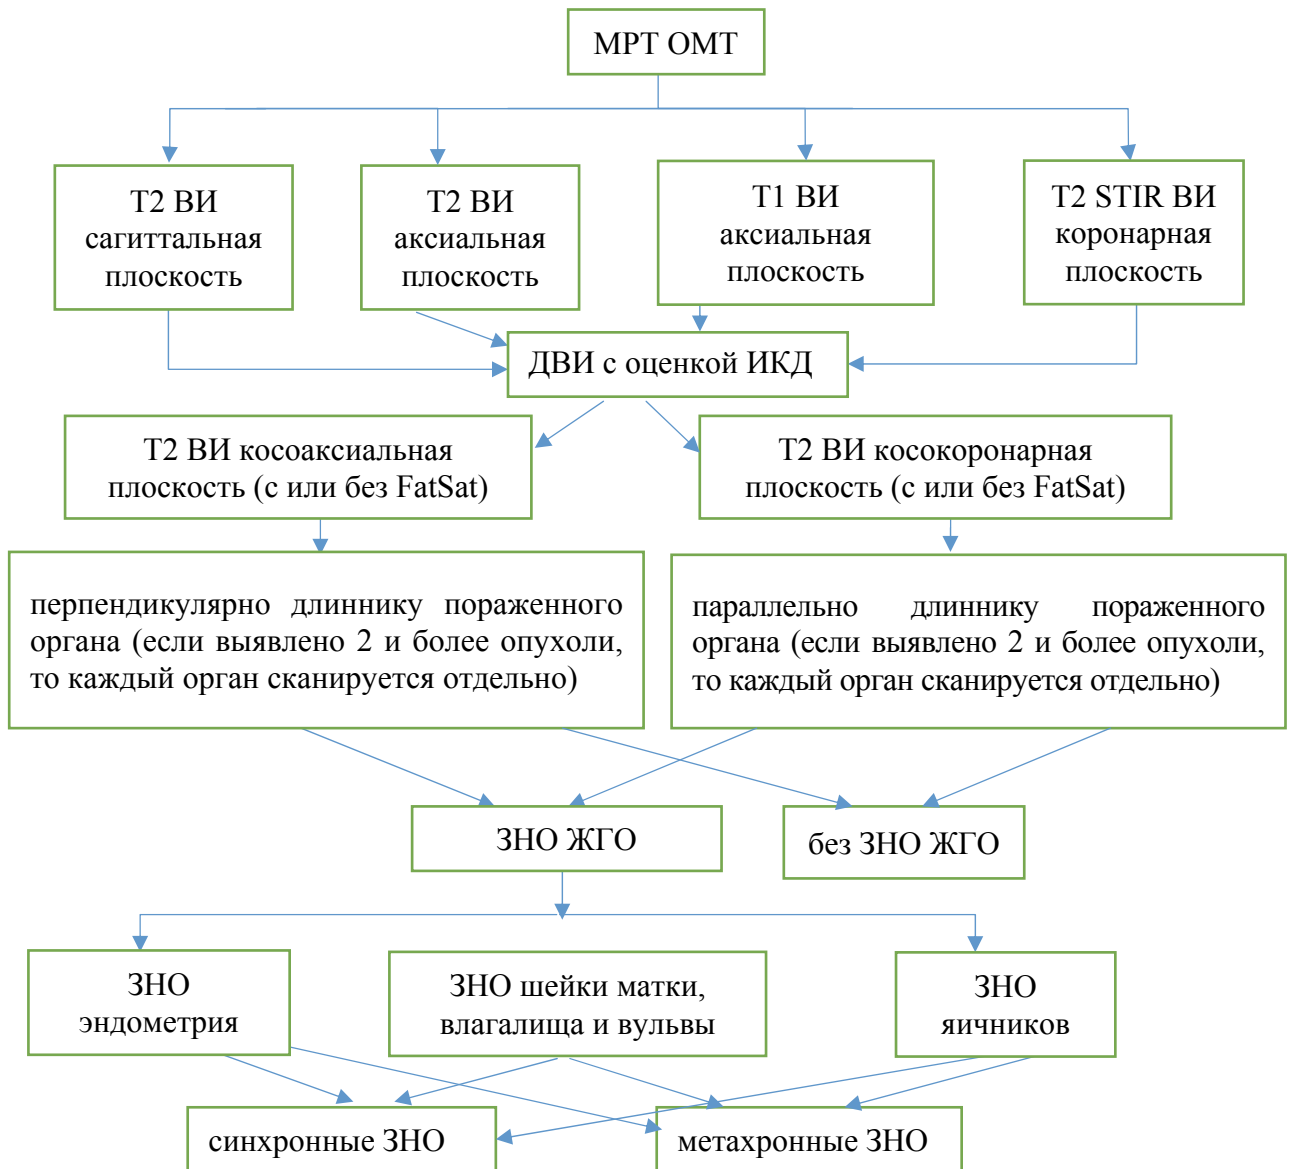 МРТ ОМТ
Т2 ВИ
сагиттальная
плоскость
Т2 ВИ
аксиальная
плоскость
Т1 ВИ
аксиальная
плоскость
Т2 STIR ВИ
коронарная
плоскость
ДВИ с оценкой ИКД
Т2 ВИ косоаксиальная
плоскость (с или без FatSat)
Т2 ВИ косокоронарная
плоскость (с или без FatSat)
перпендикулярно длиннику пораженного
органа (если выявлено 2 и более опухоли,
то каждый орган сканируется отдельно)
параллельно длиннику пораженного
органа (если выявлено 2 и более опухоли,
то каждый орган сканируется отдельно)
ЗНО ЖГО
без ЗНО ЖГО
ЗНО
эндометрия
ЗНО шейки матки,
влагалища и вульвы
ЗНО
яичников
синхронные ЗНО
метахронные ЗНО